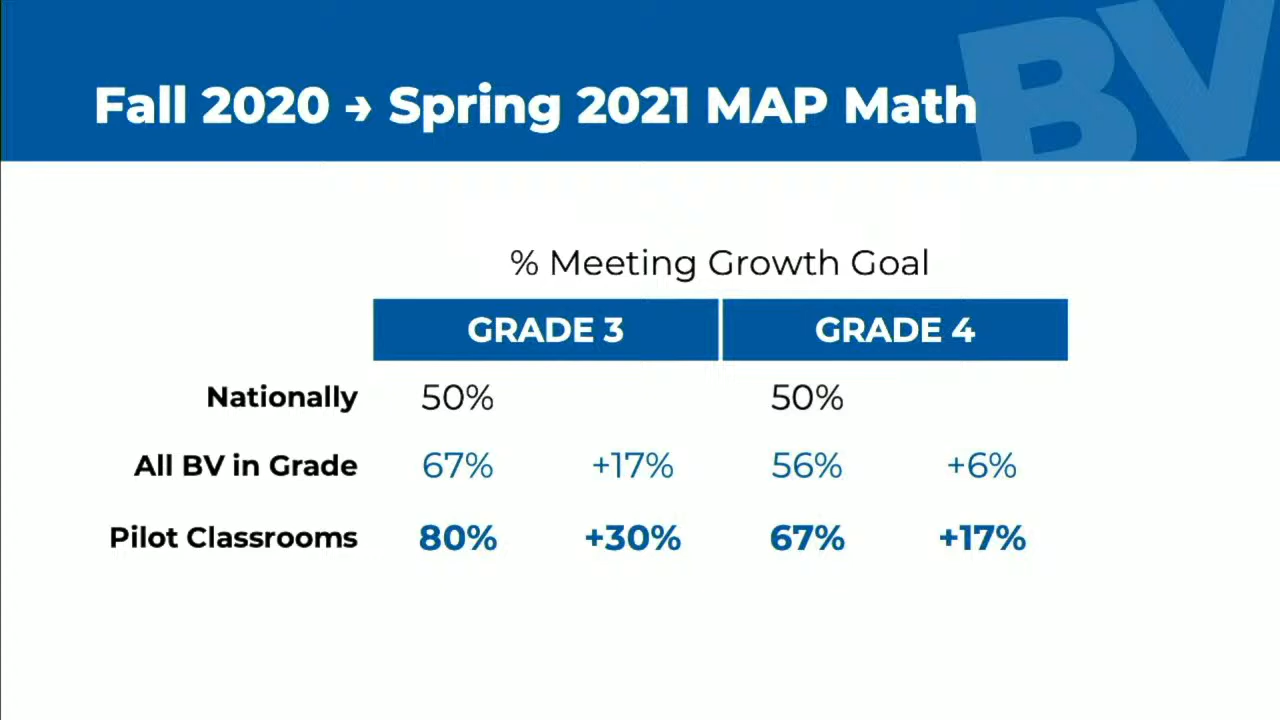 BV
Fall 2020 → Spring 2021 MAP Math
% Meeting Growth Goal
GRADE 3 GRADE 4
Nationally 50% 50%
All BV in Grade 67% +17% 56% +6%
Pilot Classrooms 80% +30% 67% +17%